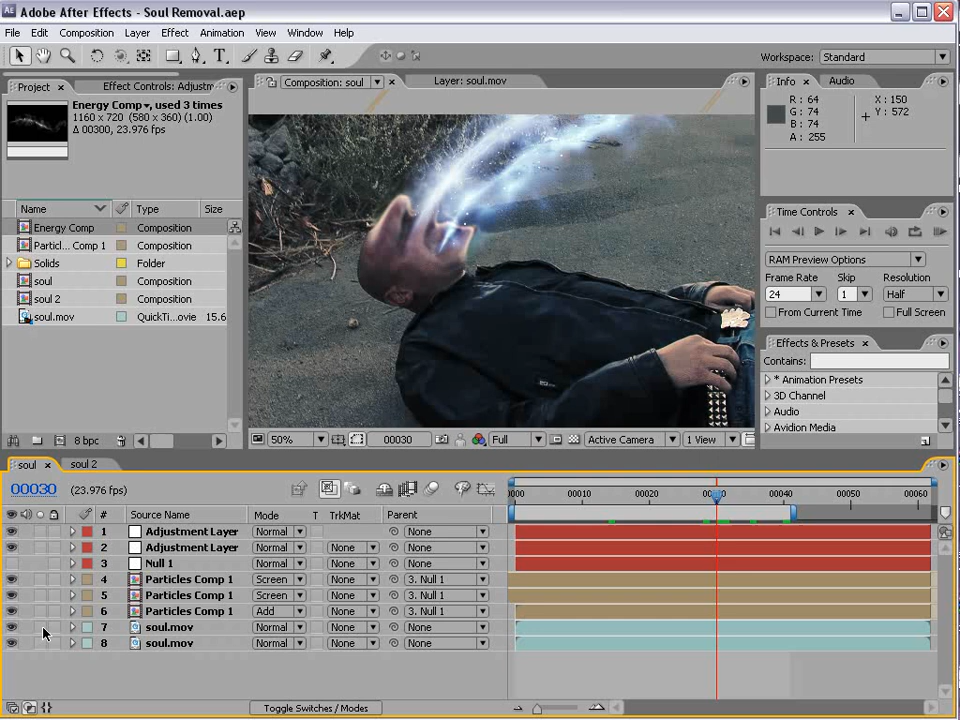 Adobe After Effects - Soul Removal.aep
File Edit Composition Layer Effect Animation View Window Help
Workspace: Standard
Project Effect Controls: Adjustm
Energy Comp, used 3 times
1160 x 720 (580 x 360) (1.00)
Δ 00300, 23.976 fps)
Name Type Size
Energy Comp Composition
Particl... Comp 1 Composition
Solids Folder
soul Composition
soul 2 Composition
soul.mov QuickTi...ovie 15.6
8 bpc
Composition: soul Layer: soul.mov
50% 00030 Full Active Camera 1 View
Info Audio
R: 64 X: 150
G: 74 Y: 572
B: 74
A: 255
Time Controls
RAM Preview Options
Frame Rate Skip Resolution
24 1 Half
From Current Time Full Screen
Effects & Presets
Contains:
* Animation Presets
3D Channel
Audio
Avidion Media
soul soul 2
00030 (23.976 fps)
0000 00010 00020 00030 00040 00050 00060
# Source Name Mode T TrkMat Parent
1 Adjustment Layer Normal None
2 Adjustment Layer Normal None None
3 Null 1 Normal None None
4 Particles Comp 1 Screen None 3. Null 1
5 Particles Comp 1 Screen None 3. Null 1
6 Particles Comp 1 Add None 3. Null 1
7 soul.mov Normal None None
8 soul.mov Normal None None
Toggle Switches / Modes